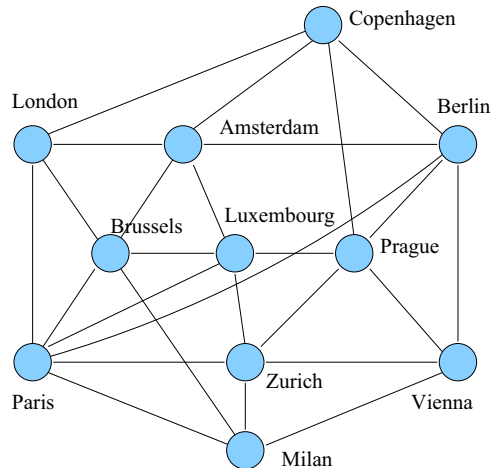 Copenhagen
London
Berlin
Amsterdam
Brussels
Luxembourg
Prague
Zurich
Paris
Vienna
Milan